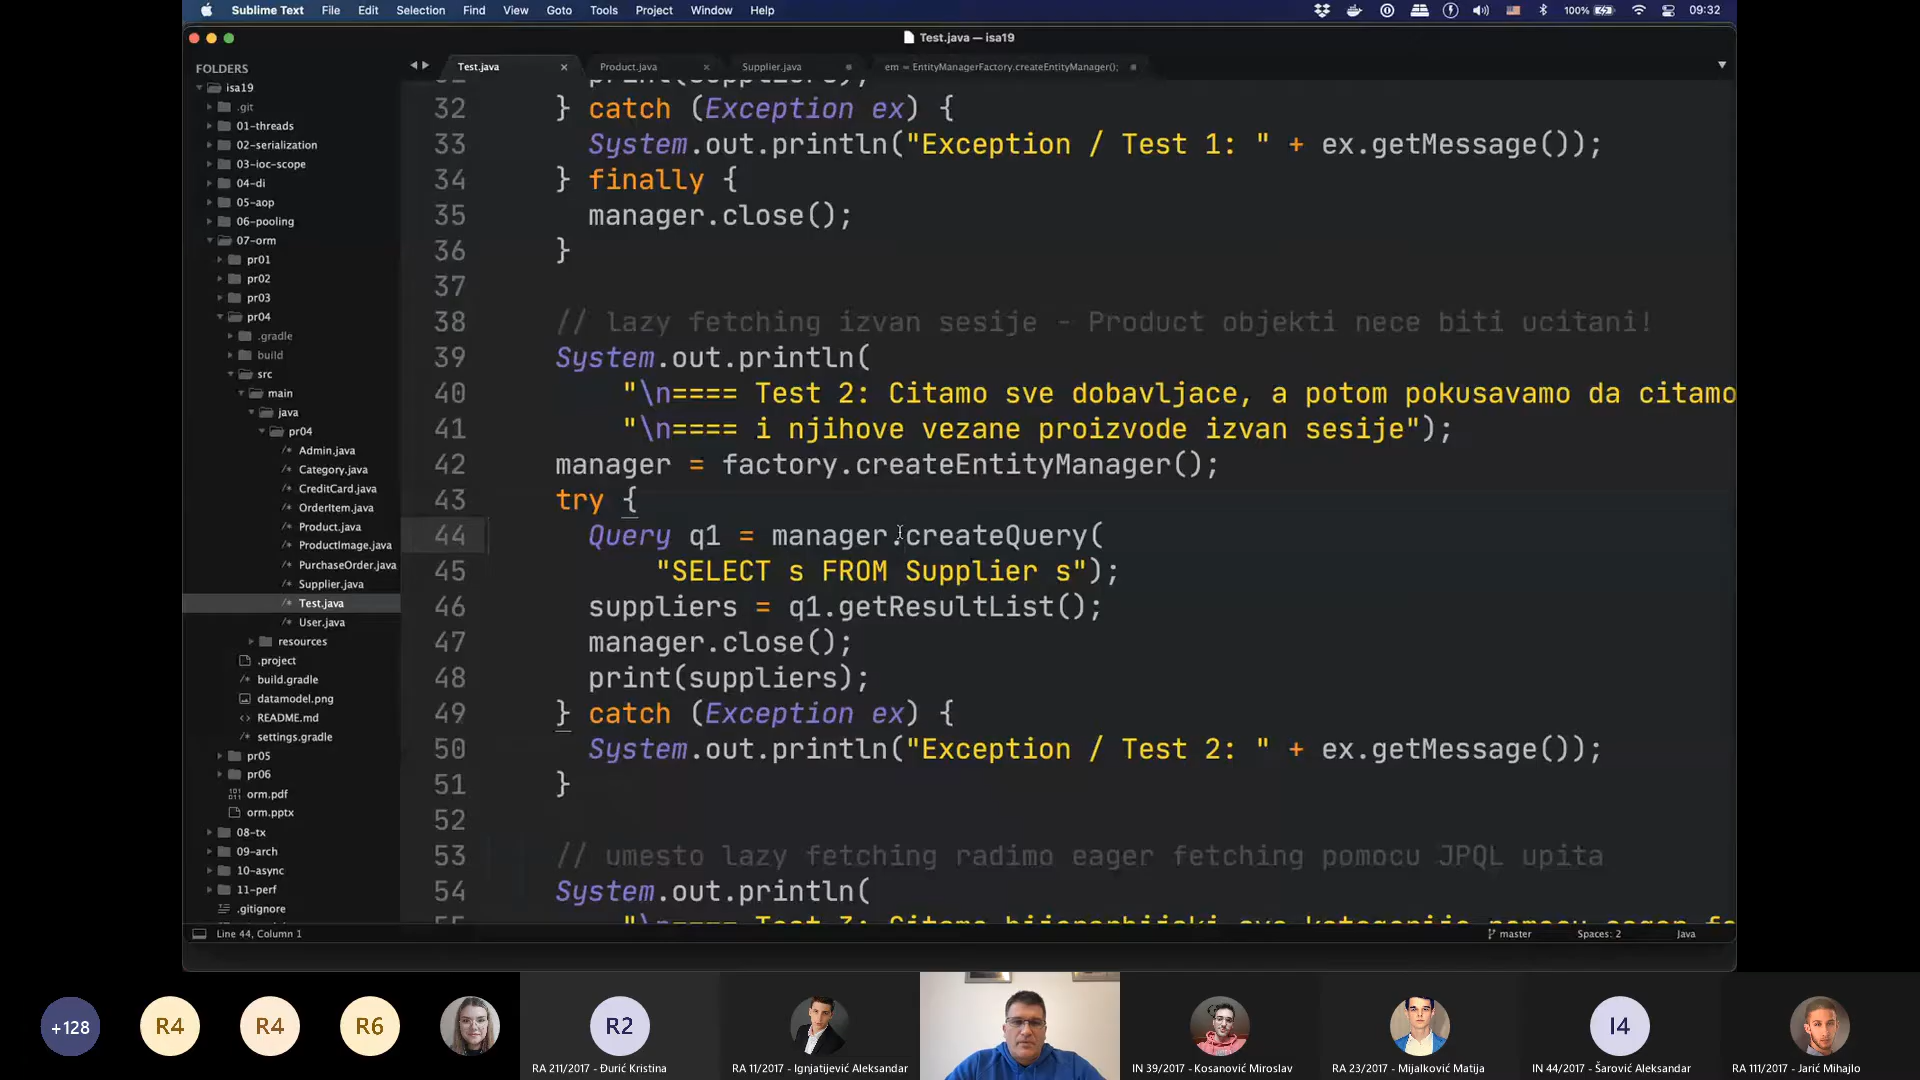 Sublime Text File Edit Selection Find View Goto Tools Project Window Help 100% 09:32
Test.java — isa19
FOLDERS
isa19
.git
01-threads
02-serialization
03-ioc-scope
04-di
05-aop
06-pooling
07-orm
pr01
pr02
pr03
pr04
.gradle
build
src
main
java
pr04
Admin.java
Category.java
CreditCard.java
OrderItem.java
Product.java
ProductImage.java
PurchaseOrder.java
Supplier.java
Test.java
User.java
resources
.project
build.gradle
datamodel.png
README.md
settings.gradle
pr05
pr06
orm.pdf
orm.pptx
08-tx
09-arch
10-async
11-perf
.gitignore
Test.java Product.java Supplier.java em = EntityManagerFactory.createEntityManager();
print(suppliers);
32 } catch (Exception ex) {
33 System.out.println("Exception / Test 1: " + ex.getMessage());
34 } finally {
35 manager.close();
36 }
37
38 // lazy fetching izvan sesije - Product objekti nece biti ucitani!
39 System.out.println(
40 "\n==== Test 2: Citamo sve dobavljace, a potom pokusavamo da citamo
41 "\n==== i njihove vezane proizvode izvan sesije");
42 manager = factory.createEntityManager();
43 try {
44 Query q1 = manager.createQuery(
45 "SELECT s FROM Supplier s");
46 suppliers = q1.getResultList();
47 manager.close();
48 print(suppliers);
49 } catch (Exception ex) {
50 System.out.println("Exception / Test 2: " + ex.getMessage());
51 }
52
53 // umesto lazy fetching radimo eager fetching pomocu JPQL upita
54 System.out.println(
Line 44, Column 1 master Spaces: 2 Java
+128 R4 R4 R6 R2 I4
RA 211/2017 - Đurić Kristina
RA 11/2017 - Ignjatijević Aleksandar
IN 39/2017 - Kosanović Miroslav
RA 23/2017 - Mijalković Matija
IN 44/2017 - Šarović Aleksandar
RA 111/2017 - Jarić Mihajlo